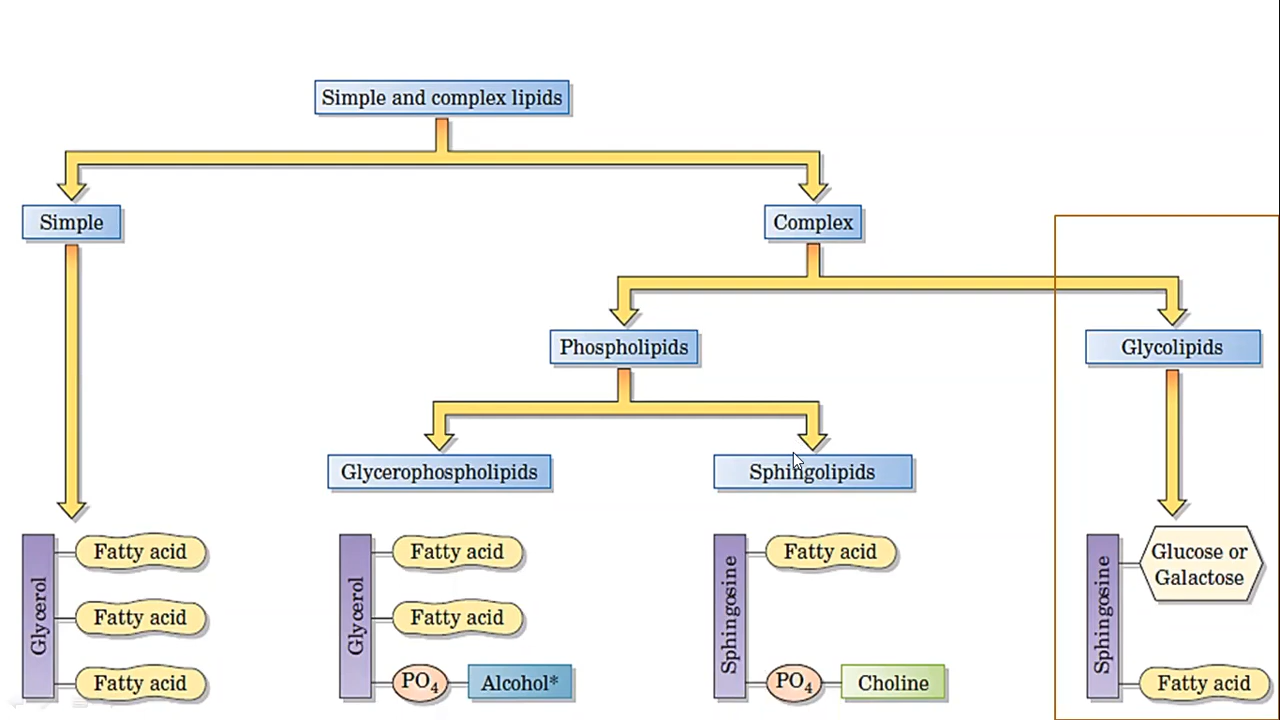 Simple and complex lipids
Simple
Complex
Phospholipids
Glycolipids
Glycerophospholipids
Sphingolipids
Glycerol
Fatty acid
Fatty acid
Fatty acid
Glycerol
Fatty acid
Fatty acid
PO₄
Alcohol*
Sphingosine
Fatty acid
PO₄
Choline
Sphingosine
Glucose or
Galactose
Fatty acid